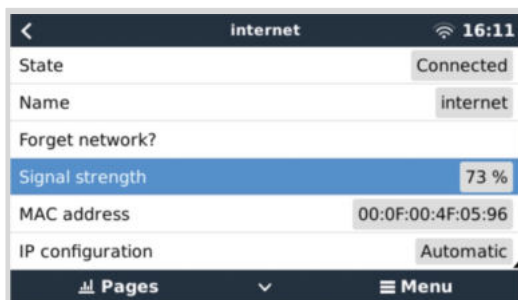 internet 16:11
State Connected
Name internet
Forget network?
Signal strength 73 %
MAC address 00:0F:00:4F:05:96
IP configuration Automatic
Pages Menu